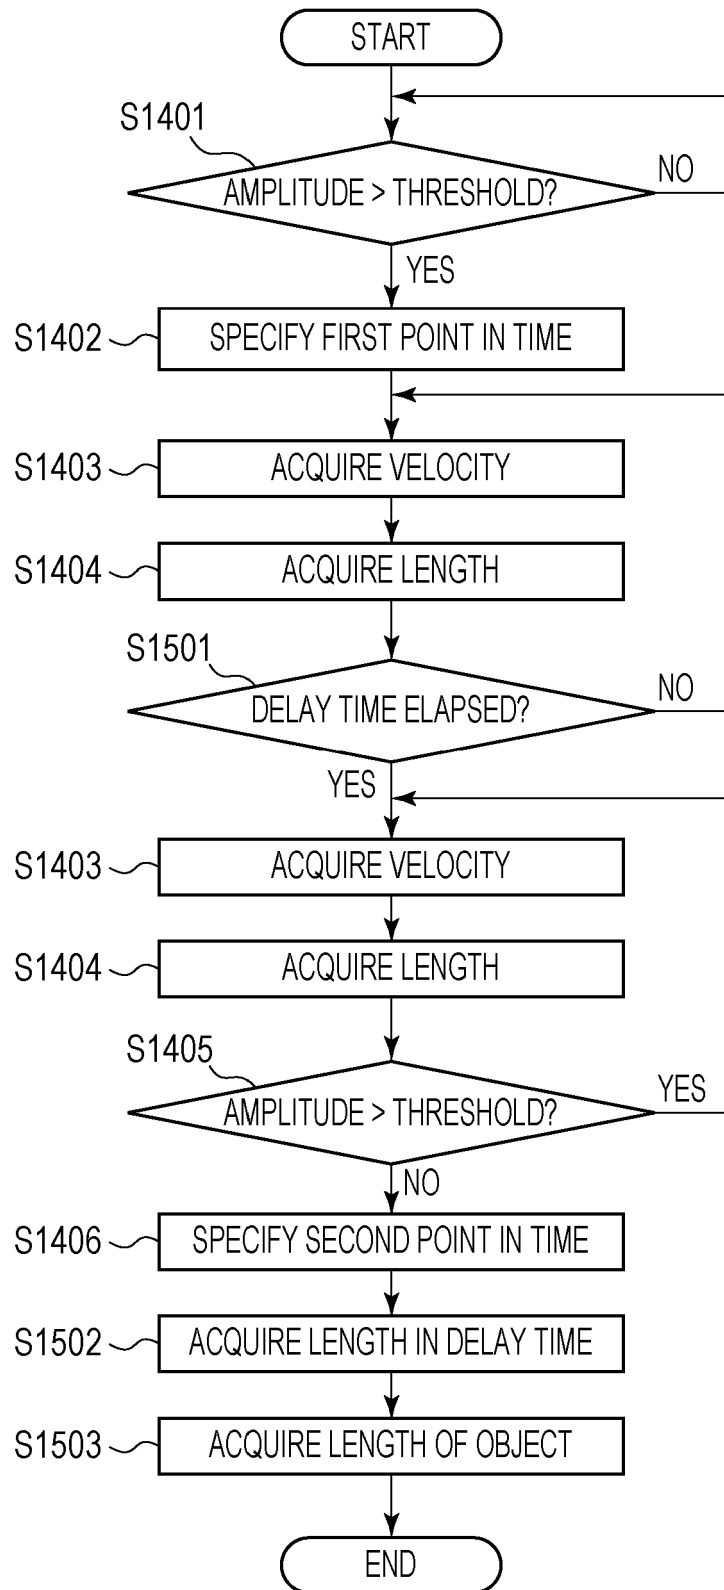 START
S1401
AMPLITUDE > THRESHOLD?
NO
YES
S1402
SPECIFY FIRST POINT IN TIME
S1403
ACQUIRE VELOCITY
S1404
ACQUIRE LENGTH
S1501
DELAY TIME ELAPSED?
NO
YES
S1403
ACQUIRE VELOCITY
S1404
ACQUIRE LENGTH
S1405
AMPLITUDE > THRESHOLD?
YES
NO
S1406
SPECIFY SECOND POINT IN TIME
S1502
ACQUIRE LENGTH IN DELAY TIME
S1503
ACQUIRE LENGTH OF OBJECT
END